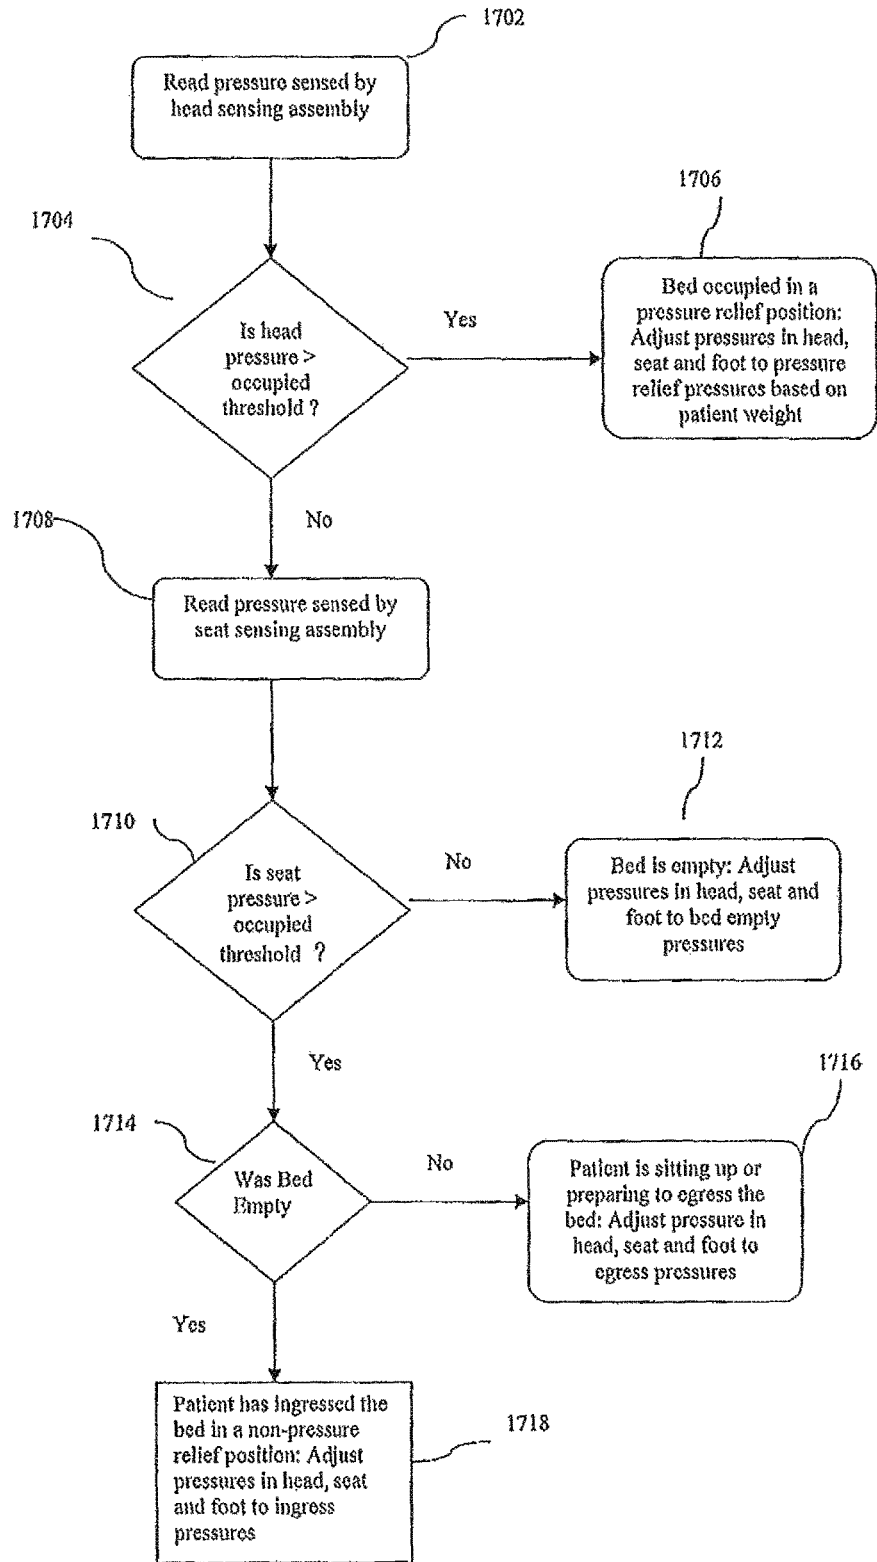 1702
Read pressure sensed by
head sensing assembly
1704
1706
Is head
pressure >
occupied
threshold ?
Yes
Bed occupied in a
pressure relief position:
Adjust pressures in head,
seat and foot to pressure
relief pressures based on
patient weight
No
1708
Read pressure sensed by
seat sensing assembly
1712
1710
Is seat
pressure >
occupied
threshold ?
No
Bed is empty: Adjust
pressures in head, seat and
foot to bed empty
pressures
Yes
1716
1714
Was Bed
Empty
No
Patient is sitting up or
preparing to egress the
bed: Adjust pressure in
head, seat and foot to
egress pressures
Yes
Patient has ingressed the
bed in a non-pressure
relief position: Adjust
pressures in head, seat
and foot to ingress
pressures
1718